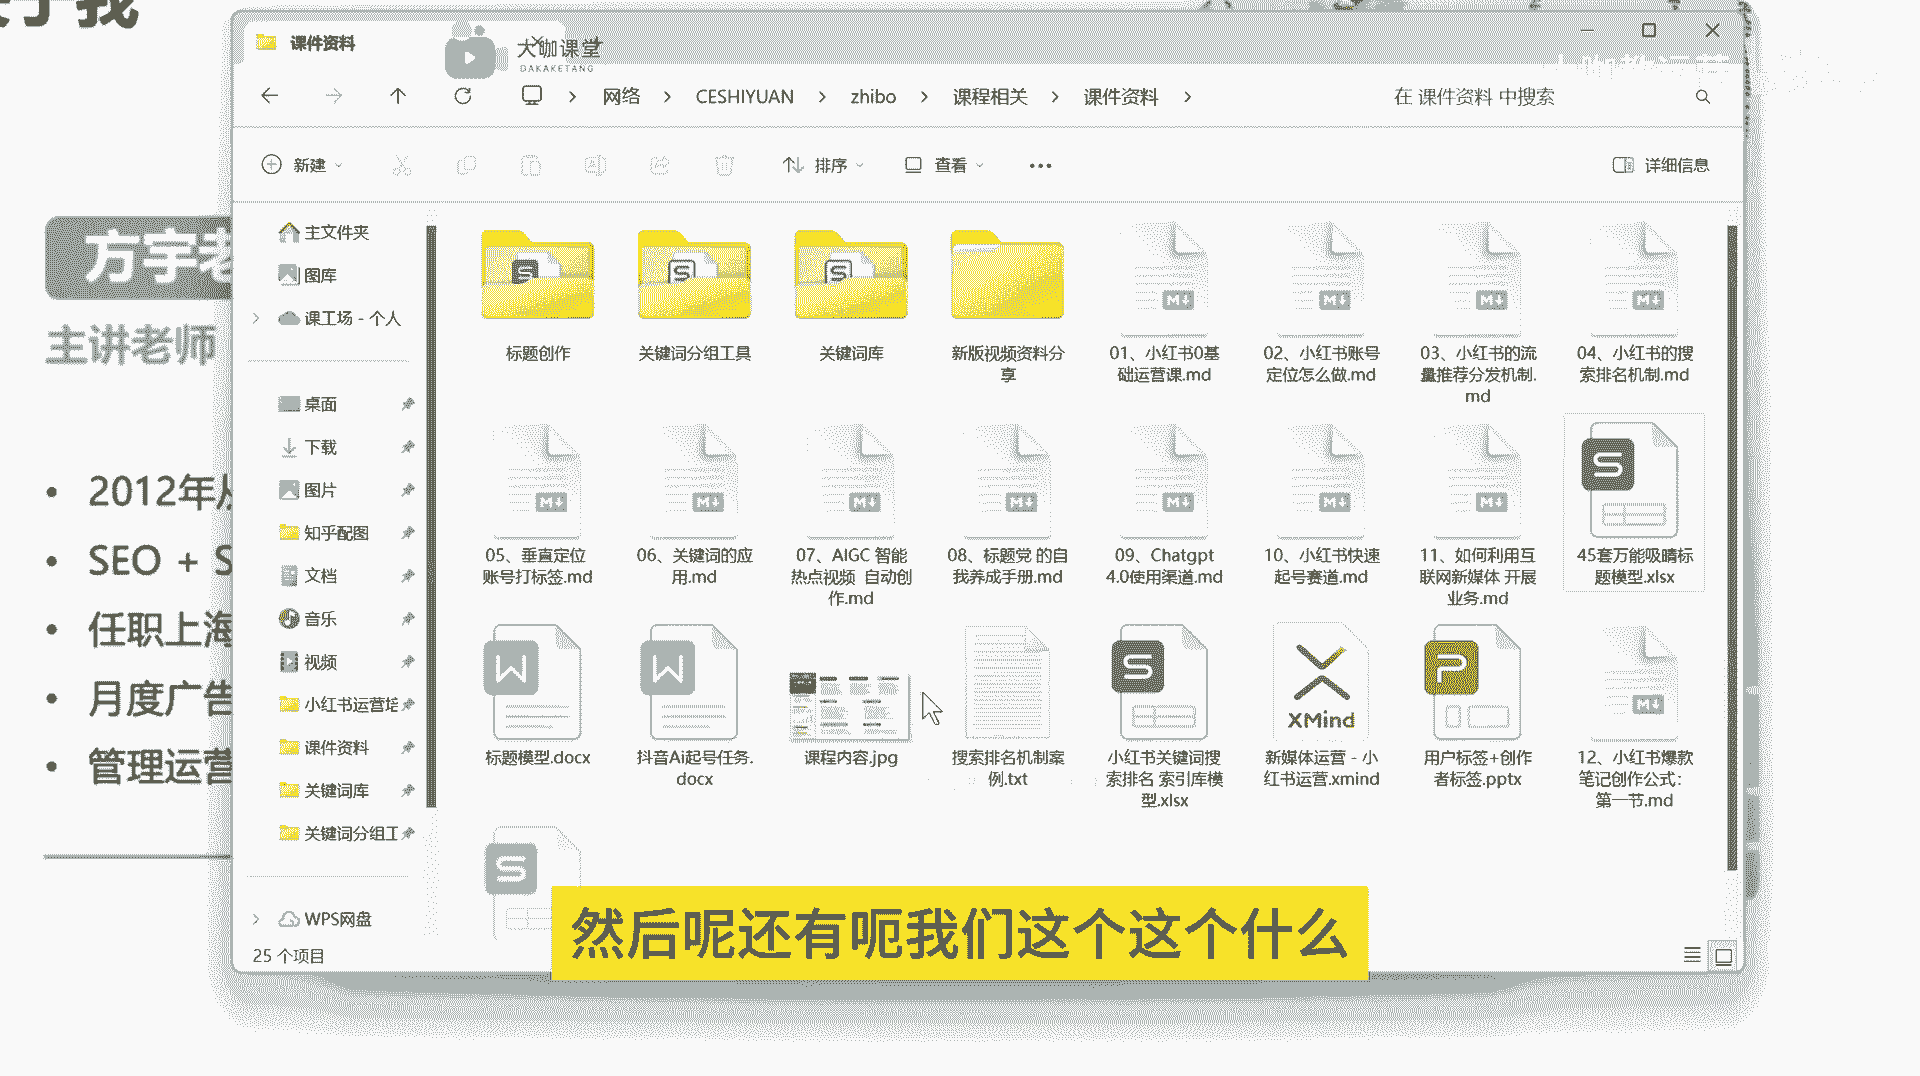 课件资料
大咖课堂
DAKAKETANG
网络
CESHIYUAN
zhibo
课程相关
课件资料
在 课件资料 中搜索
新建
排序
查看
详细信息
方宇老
主讲老师
2012年从
SEO + S
任职上海
月度广告
管理运营
主文件夹
图库
课工场 - 个人
桌面
下载
图片
知乎配图
文档
音乐
视频
小红书运营培
课件资料
关键词库
关键词分组工
WPS网盘
25 个项目
标题创作
关键词分组工具
关键词库
新版视频资料分
享
01、小红书0基
础运营课.md
02、小红书账号
定位怎么做.md
03、小红书的流
量推荐分发机制.
md
04、小红书的搜
索排名机制.md
05、垂直定位
账号打标签.md
06、关键词的应
用.md
07、AIGC 智能
热点视频 自动创
作.md
08、标题党 的自
我养成手册.md
09、Chatgpt
4.0使用渠道.md
10、小红书快速
起号赛道.md
11、如何利用互
联网新媒体 开展
业务.md
45套万能吸睛标
题模型.xlsx
标题模型.docx
抖音Ai起号任务.
docx
课程内容.jpg
搜索排名机制案
例.txt
小红书关键词搜
索排名 索引库模
型.xlsx
XMind
新媒体运营 - 小
红书运营.xmind
用户标签+创作
者标签.pptx
12、小红书爆款
笔记创作公式：
第一节.md
然后呢还有呃我们这个这个什么